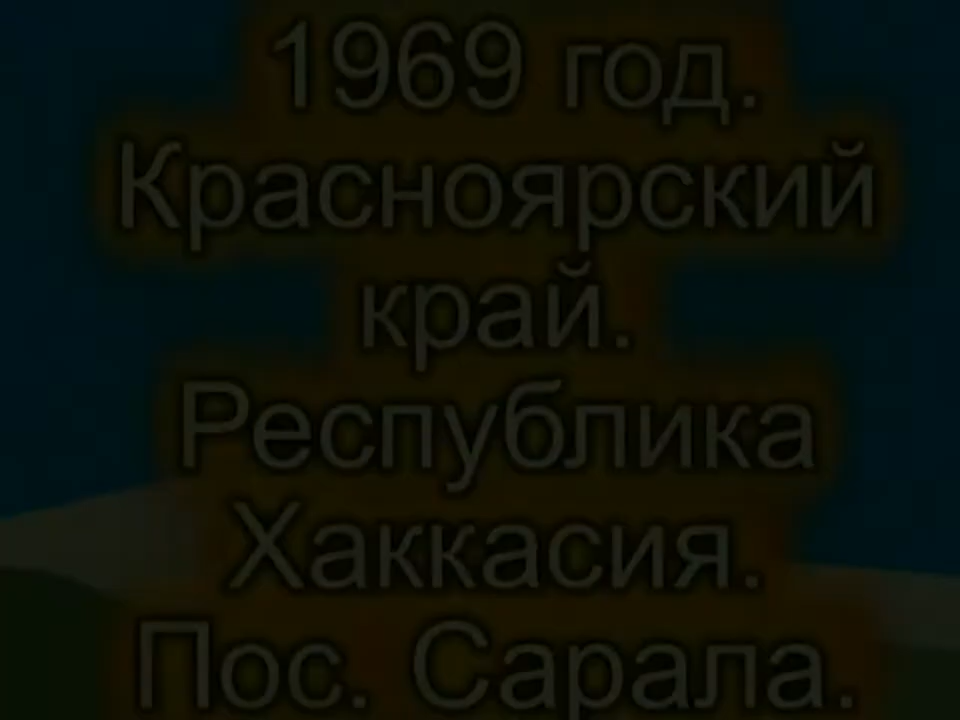 1969 год.
Красноярский
край.
Республика
Хаккасия.
Пос. Сарала.